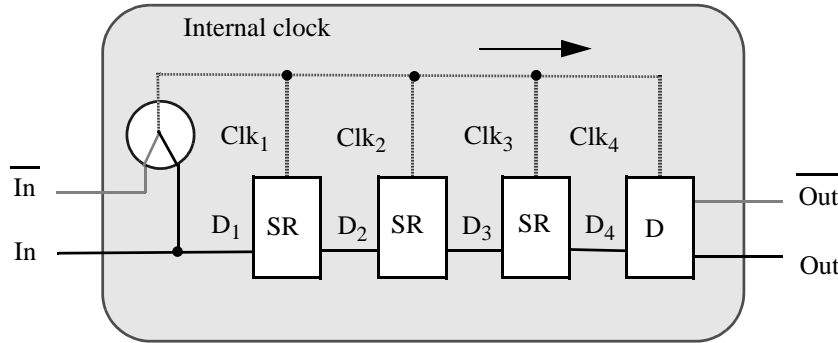 Internal clock
Clk₁ Clk₂ Clk₃ Clk₄
In̅ Out̅
D₁ SR D₂ SR D₃ SR D₄ D
In Out